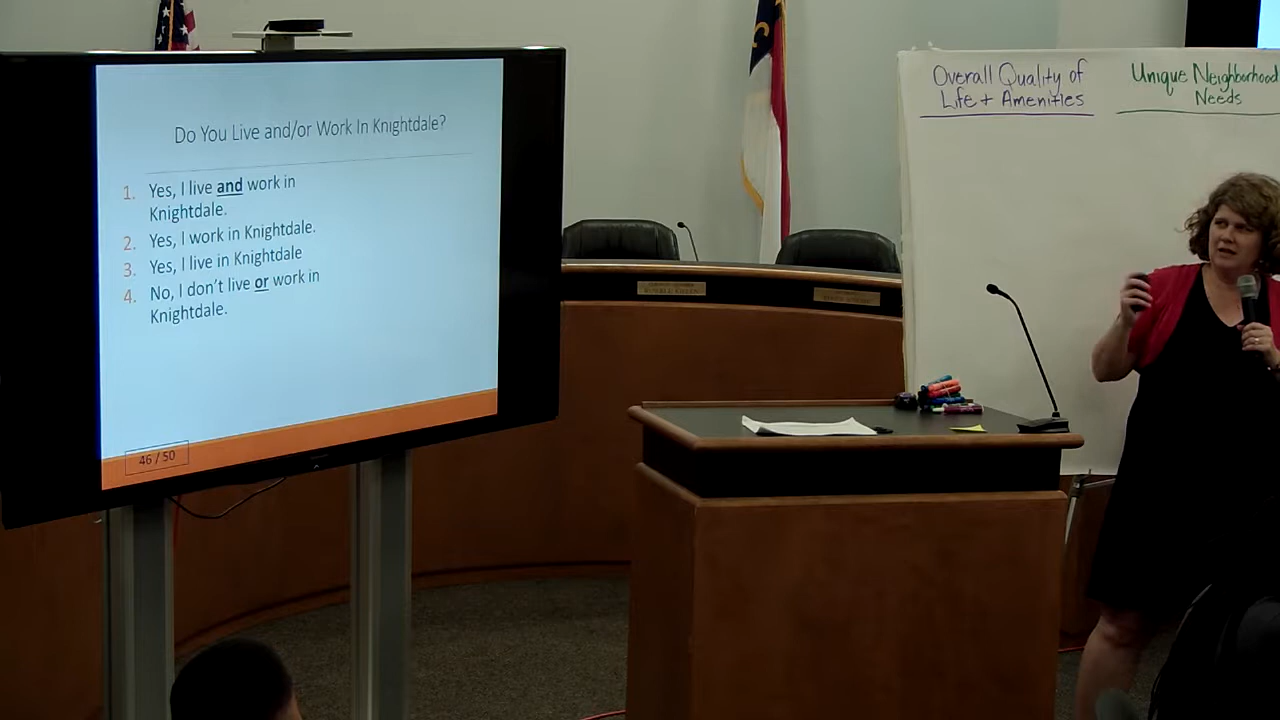 Do You Live and/or Work In Knightdale?
1. Yes, I live and work in
Knightdale.
2. Yes, I work in Knightdale.
3. Yes, I live in Knightdale
4. No, I don't live or work in
Knightdale.
46 / 50
Overall Quality of
Life + Amenities
Unique Neighborhood
Needs